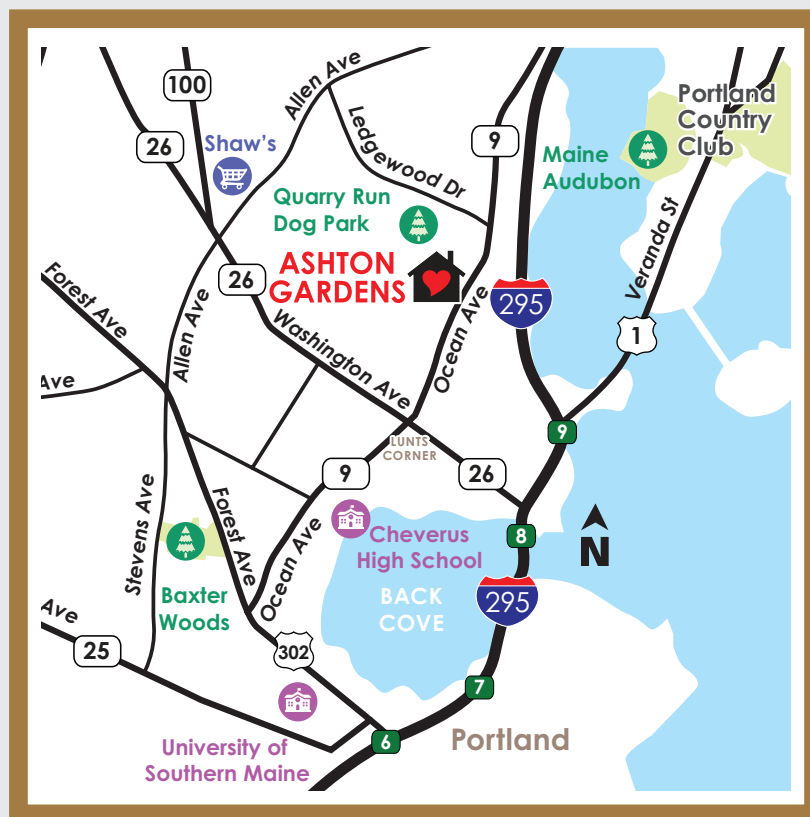 100
Allen Ave
Portland
Country
Club
26
Shaw's
Ledgewood Dr
9
Maine
Audubon
Quarry Run
Dog Park
Veranda St
ASHTON
GARDENS
26
Forest Ave
Allen Ave
Ocean Ave
295
1
Washington Ave
Ave
9
LUNTS
CORNER
9
26
Stevens Ave
Forest Ave
Ocean Ave
Cheverus
High School
8
N
Baxter
Woods
BACK
COVE
295
Ave
25
302
7
6
Portland
University of
Southern Maine